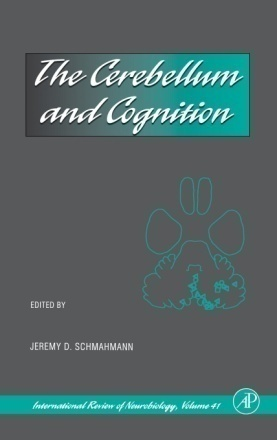 The Cerebellum
and Cognition
EDITED BY
JEREMY D. SCHMAHMANN
International Review of Neurobiology, Volume 41
AP